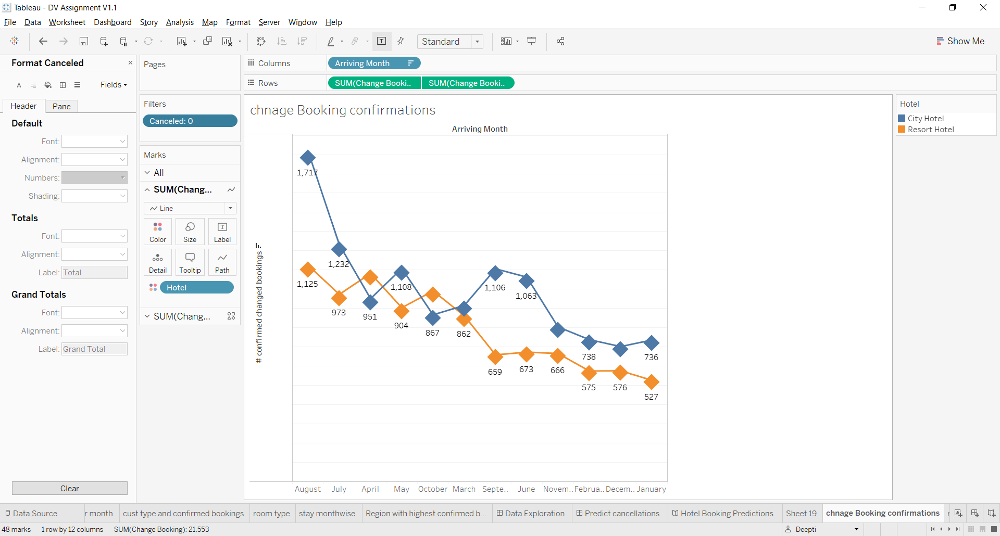 Tableau - DV Assignment V1.1
File Data Worksheet Dashboard Story Analysis Map Format Server Window Help
Standard
Show Me
Format Canceled
Fields
Header Pane
Default
Font:
Alignment:
Numbers:
Shading:
Totals
Font:
Alignment:
Label: Total
Grand Totals
Font:
Alignment:
Label: Grand Total
Clear
Pages
Filters
Canceled: 0
Marks
All
SUM(Chang...
Line
Color Size Label
Detail Tooltip Path
Hotel
SUM(Chang...
Columns Arriving Month
Rows SUM(Change Booki.. SUM(Change Booki..
chnage Booking confirmations
Arriving Month
# confirmed changed bookings
1,717
1,232
1,125
1,108
1,106
1,063
973
951
904
867
862
738
736
659
673
666
575
576
527
August July April May October March Septe.. June Novem.. Februa.. Decem.. January
Hotel
City Hotel
Resort Hotel
Data Source r month cust type and confirmed bookings room type stay monthwise Region with highest confirmed b... Data Exploration Predict cancellations Hotel Booking Predictions Sheet 19 chnage Booking confirmations
48 marks 1 row by 12 columns SUM(Change Booking): 21,553
Deepti